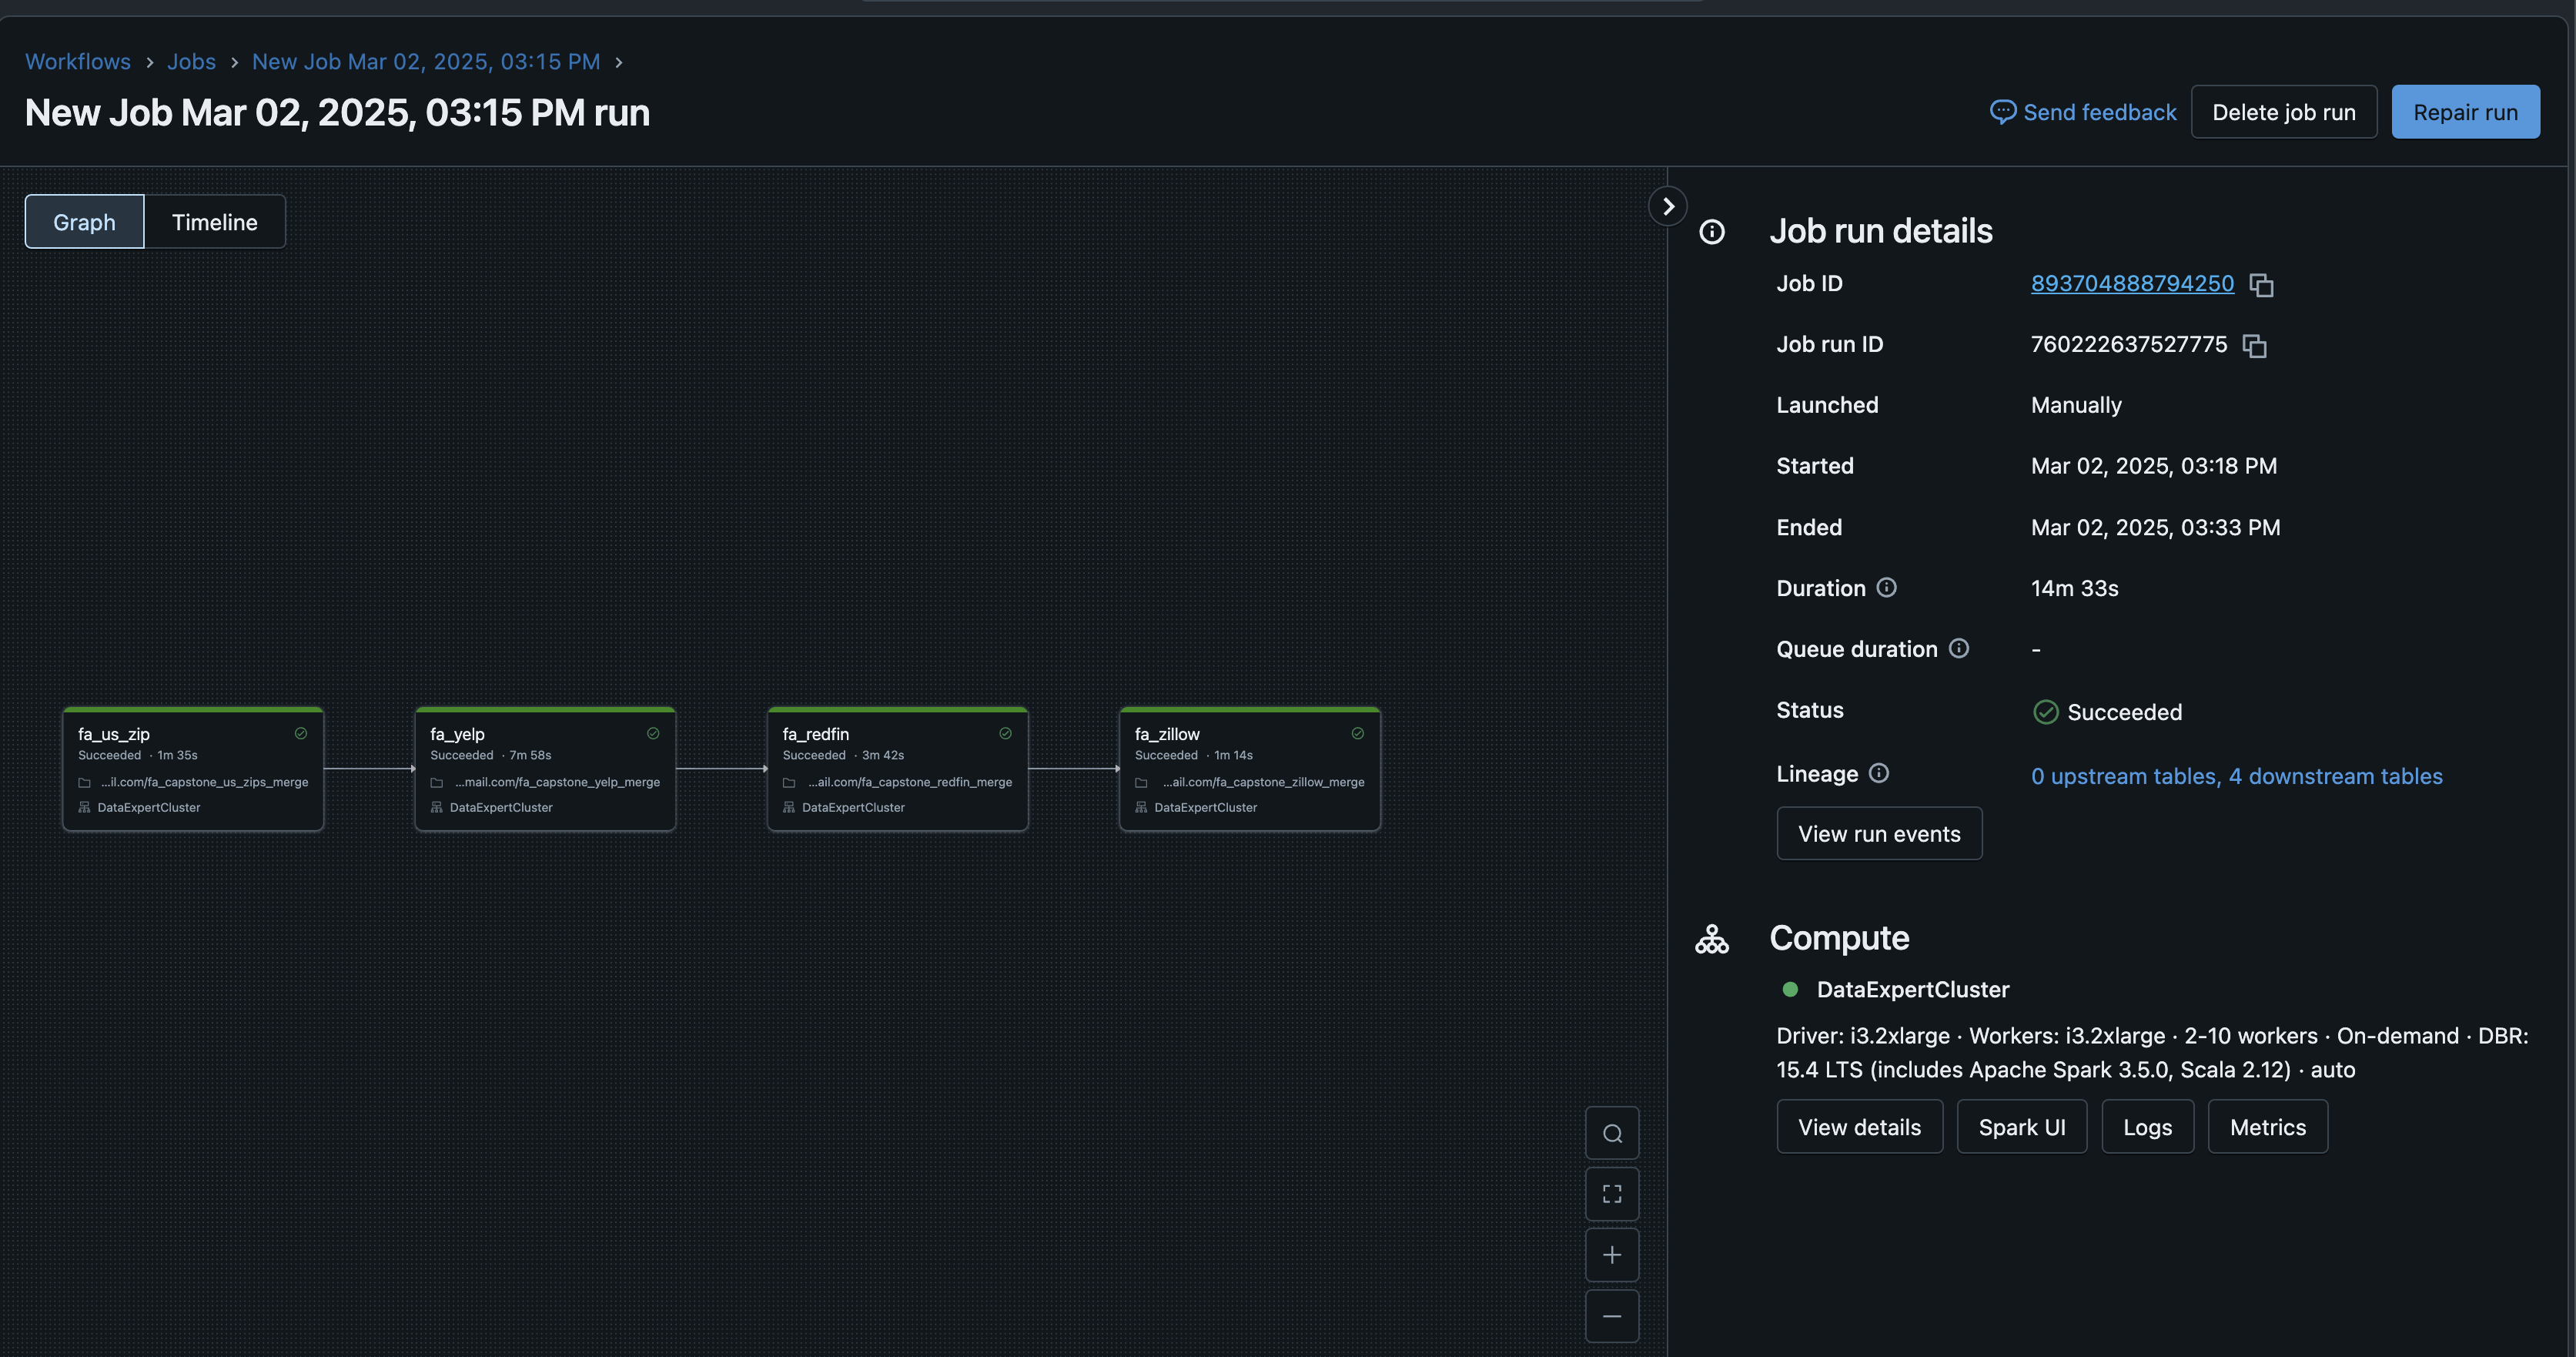 Workflows > Jobs > New Job Mar 02, 2025, 03:15 PM >
New Job Mar 02, 2025, 03:15 PM run
Send feedback
Delete job run
Repair run
Graph
Timeline
fa_us_zip
Succeeded · 1m 35s
...il.com/fa_capstone_us_zips_merge
DataExpertCluster
fa_yelp
Succeeded · 7m 58s
...mail.com/fa_capstone_yelp_merge
DataExpertCluster
fa_redfin
Succeeded · 3m 42s
...ail.com/fa_capstone_redfin_merge
DataExpertCluster
fa_zillow
Succeeded · 1m 14s
...ail.com/fa_capstone_zillow_merge
DataExpertCluster
Job run details
Job ID 893704888794250
Job run ID 760222637527775
Launched Manually
Started Mar 02, 2025, 03:18 PM
Ended Mar 02, 2025, 03:33 PM
Duration 14m 33s
Queue duration -
Status Succeeded
Lineage 0 upstream tables, 4 downstream tables
View run events
Compute
DataExpertCluster
Driver: i3.2xlarge · Workers: i3.2xlarge · 2-10 workers · On-demand · DBR:
15.4 LTS (includes Apache Spark 3.5.0, Scala 2.12) · auto
View details
Spark UI
Logs
Metrics